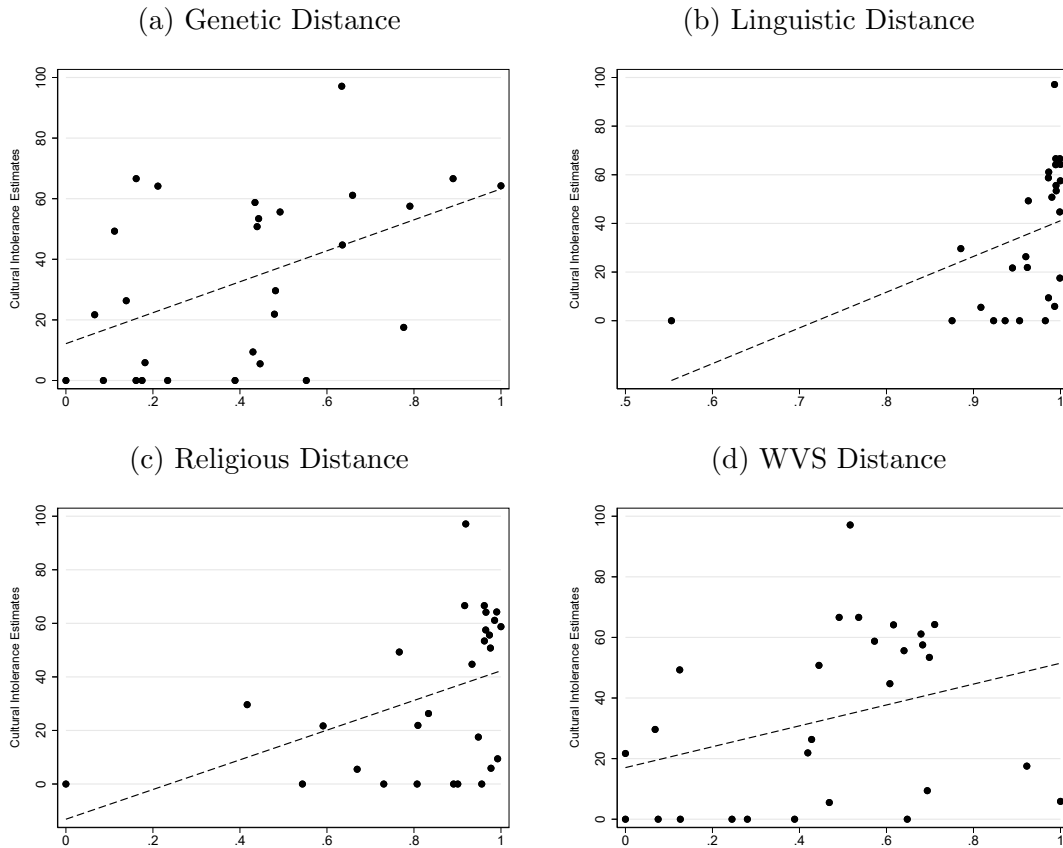 (a) Genetic Distance
Cultural Intolerance Estimates
100
80
60
40
20
0
0 .2 .4 .6 .8 1
(b) Linguistic Distance
Cultural Intolerance Estimates
100
80
60
40
20
0
.5 .6 .7 .8 .9 1
(c) Religious Distance
Cultural Intolerance Estimates
100
80
60
40
20
0
0 .2 .4 .6 .8 1
(d) WVS Distance
Cultural Intolerance Estimates
100
80
60
40
20
0
0 .2 .4 .6 .8 1